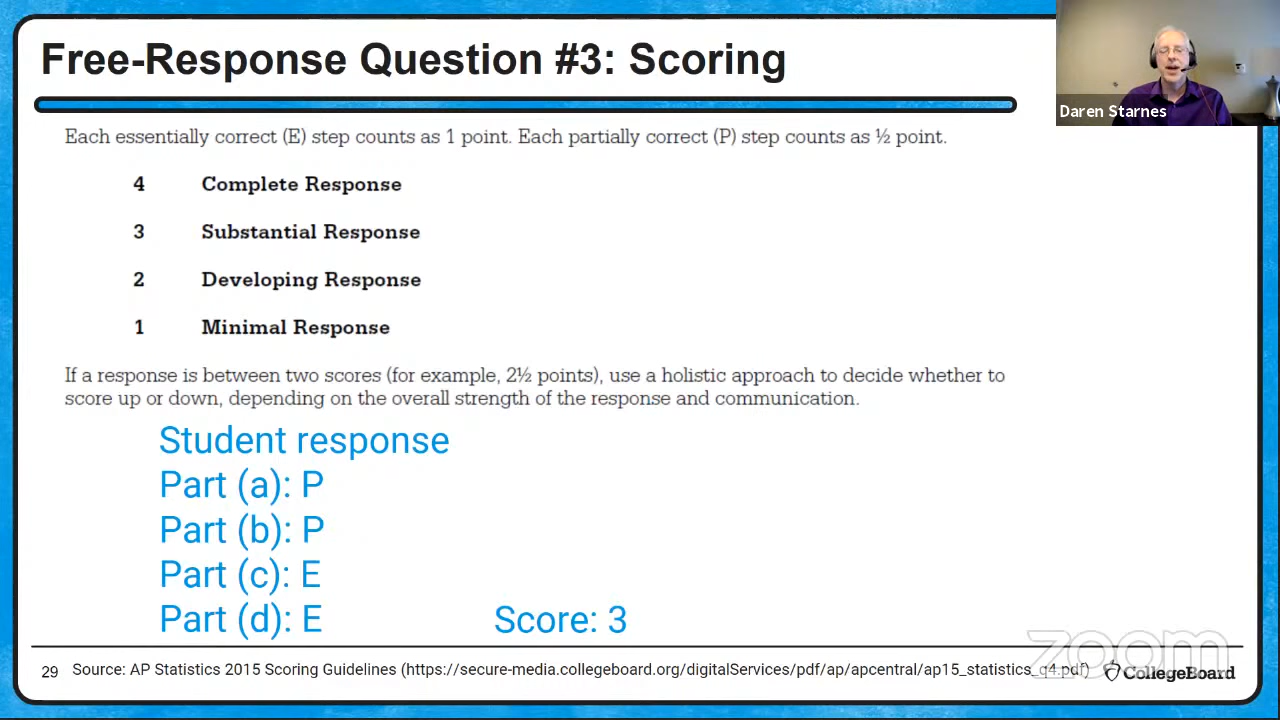 Free-Response Question #3: Scoring
Daren Starnes
Each essentially correct (E) step counts as 1 point. Each partially correct (P) step counts as ½ point.
4 Complete Response
3 Substantial Response
2 Developing Response
1 Minimal Response
If a response is between two scores (for example, 2½ points), use a holistic approach to decide whether to
score up or down, depending on the overall strength of the response and communication.
Student response
Part (a): P
Part (b): P
Part (c): E
Part (d): E
Score: 3
zoom
29 Source: AP Statistics 2015 Scoring Guidelines (https://secure-media.collegeboard.org/digitalServices/pdf/ap/apcentral/ap15_statistics_q4.pdf)
CollegeBoard